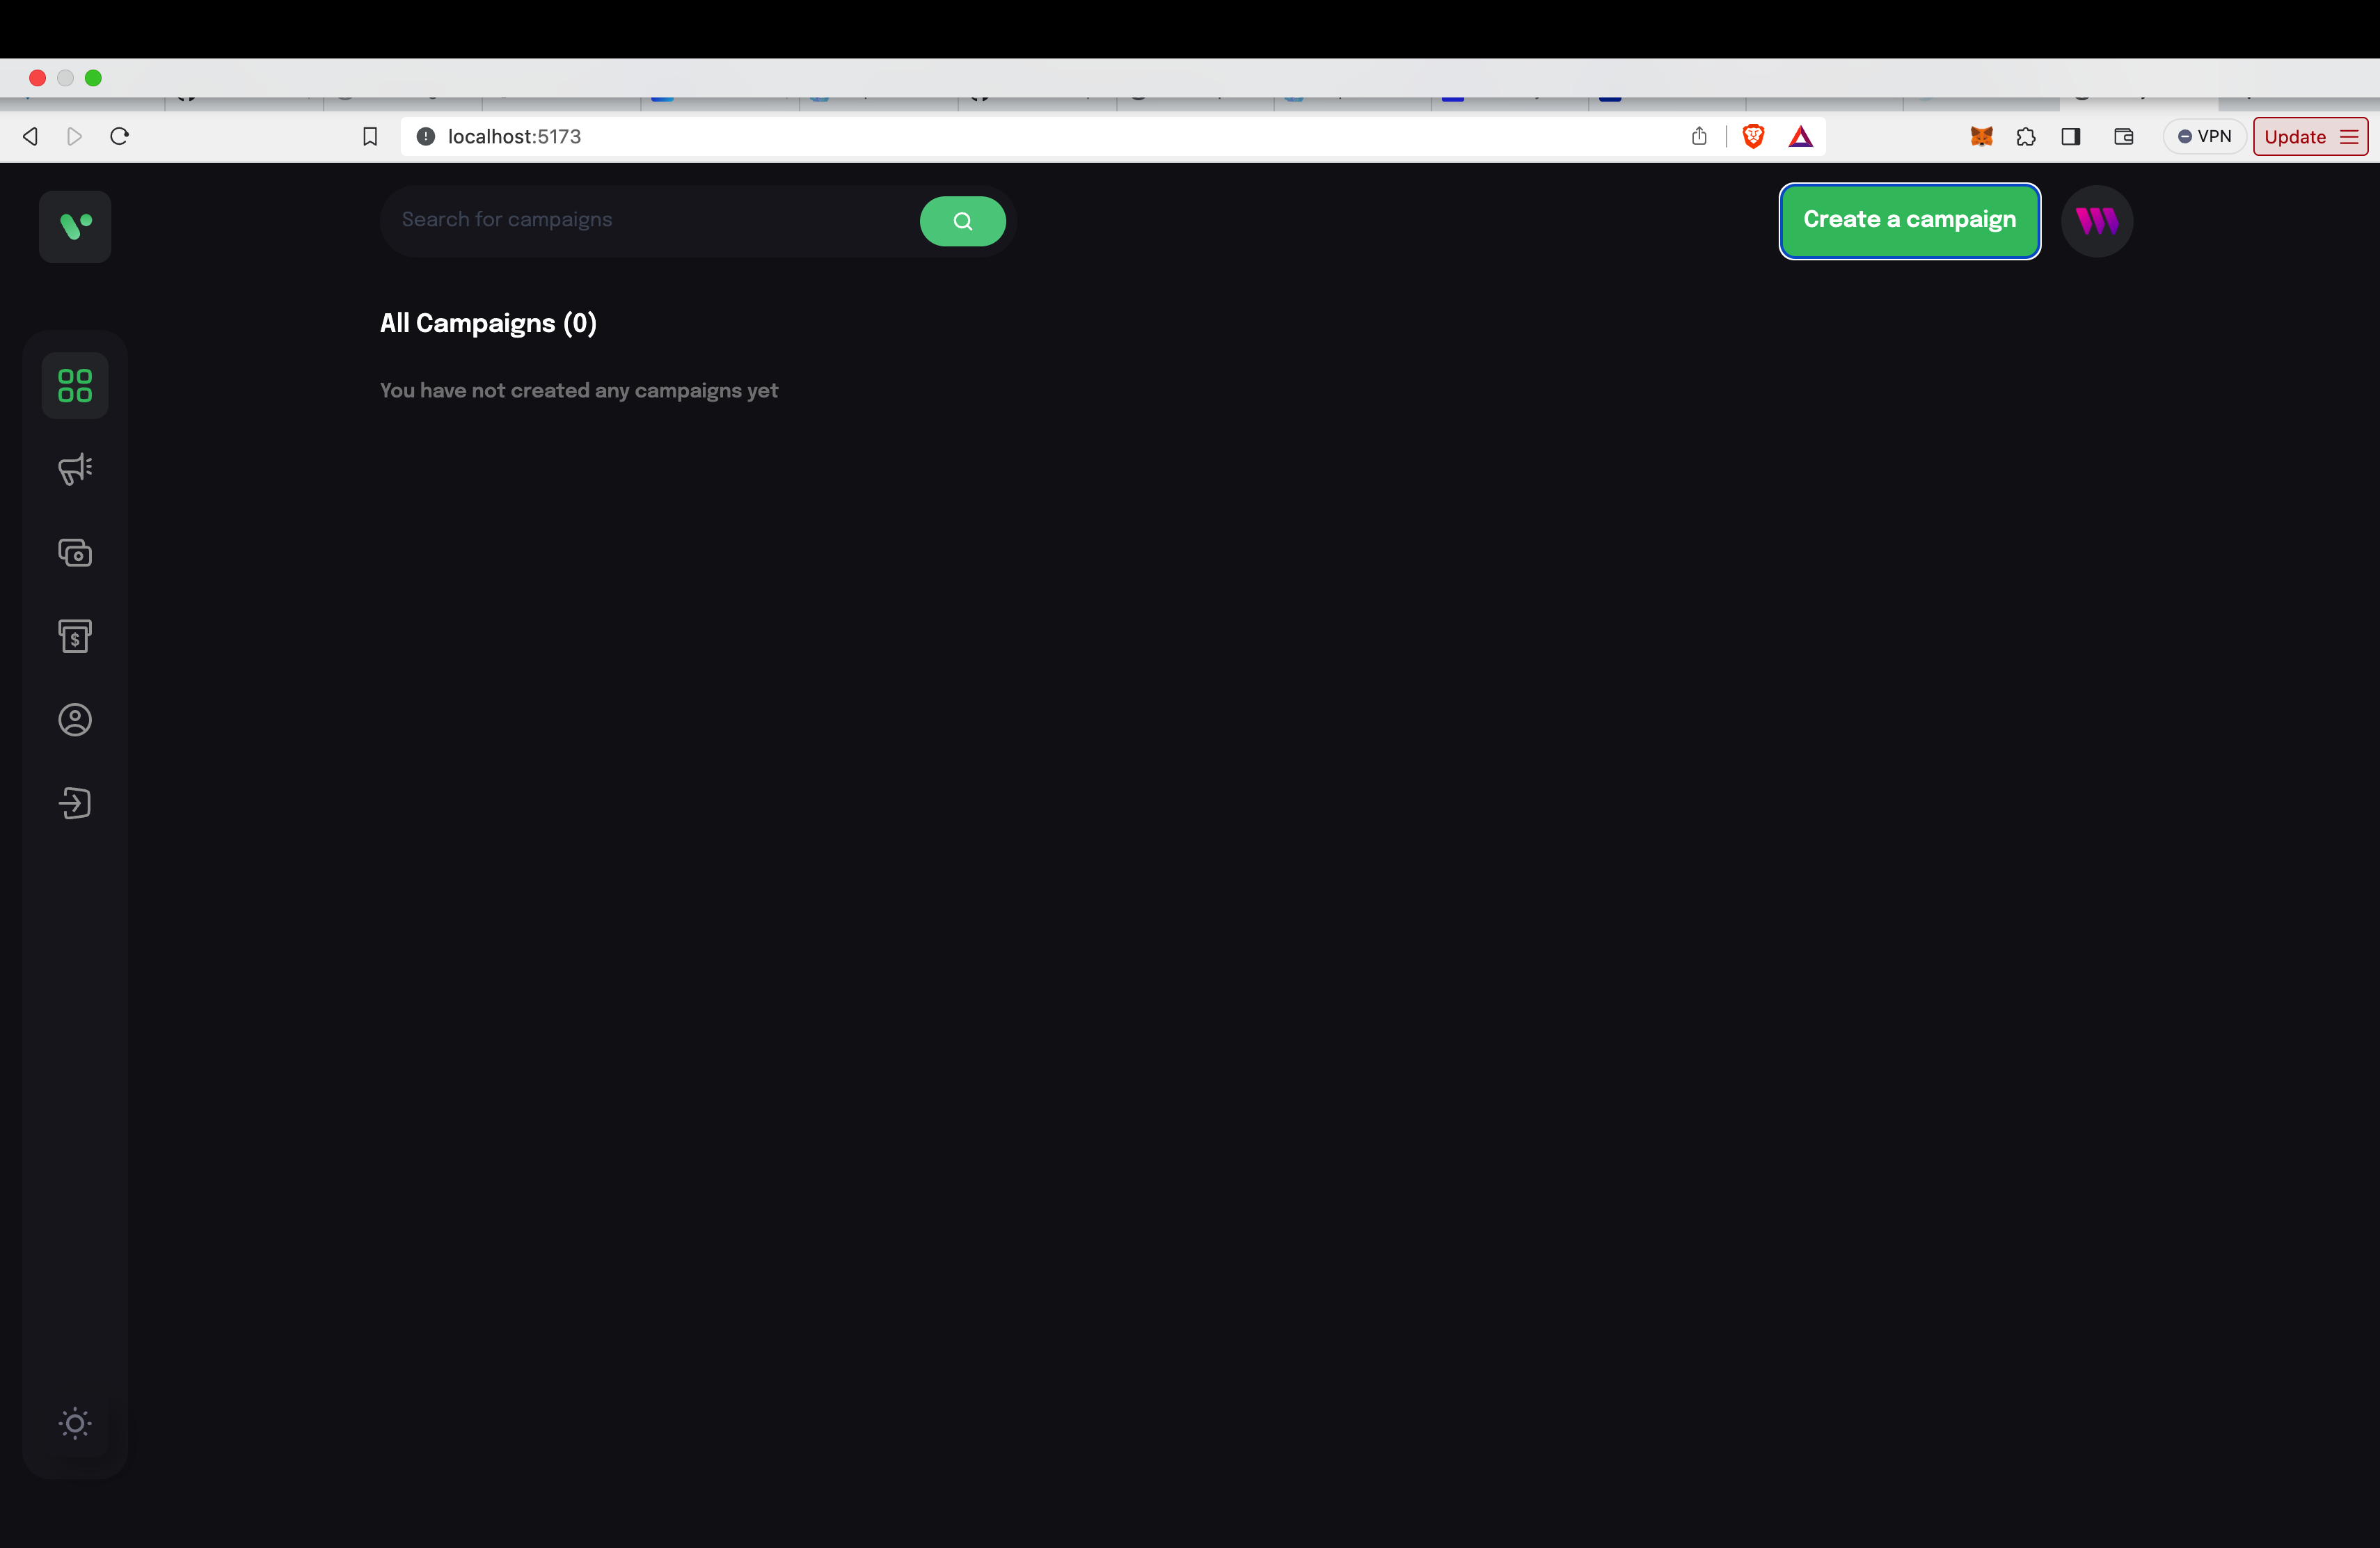 localhost:5173
VPN
Update
Search for campaigns
Create a campaign
All Campaigns (0)
You have not created any campaigns yet
$